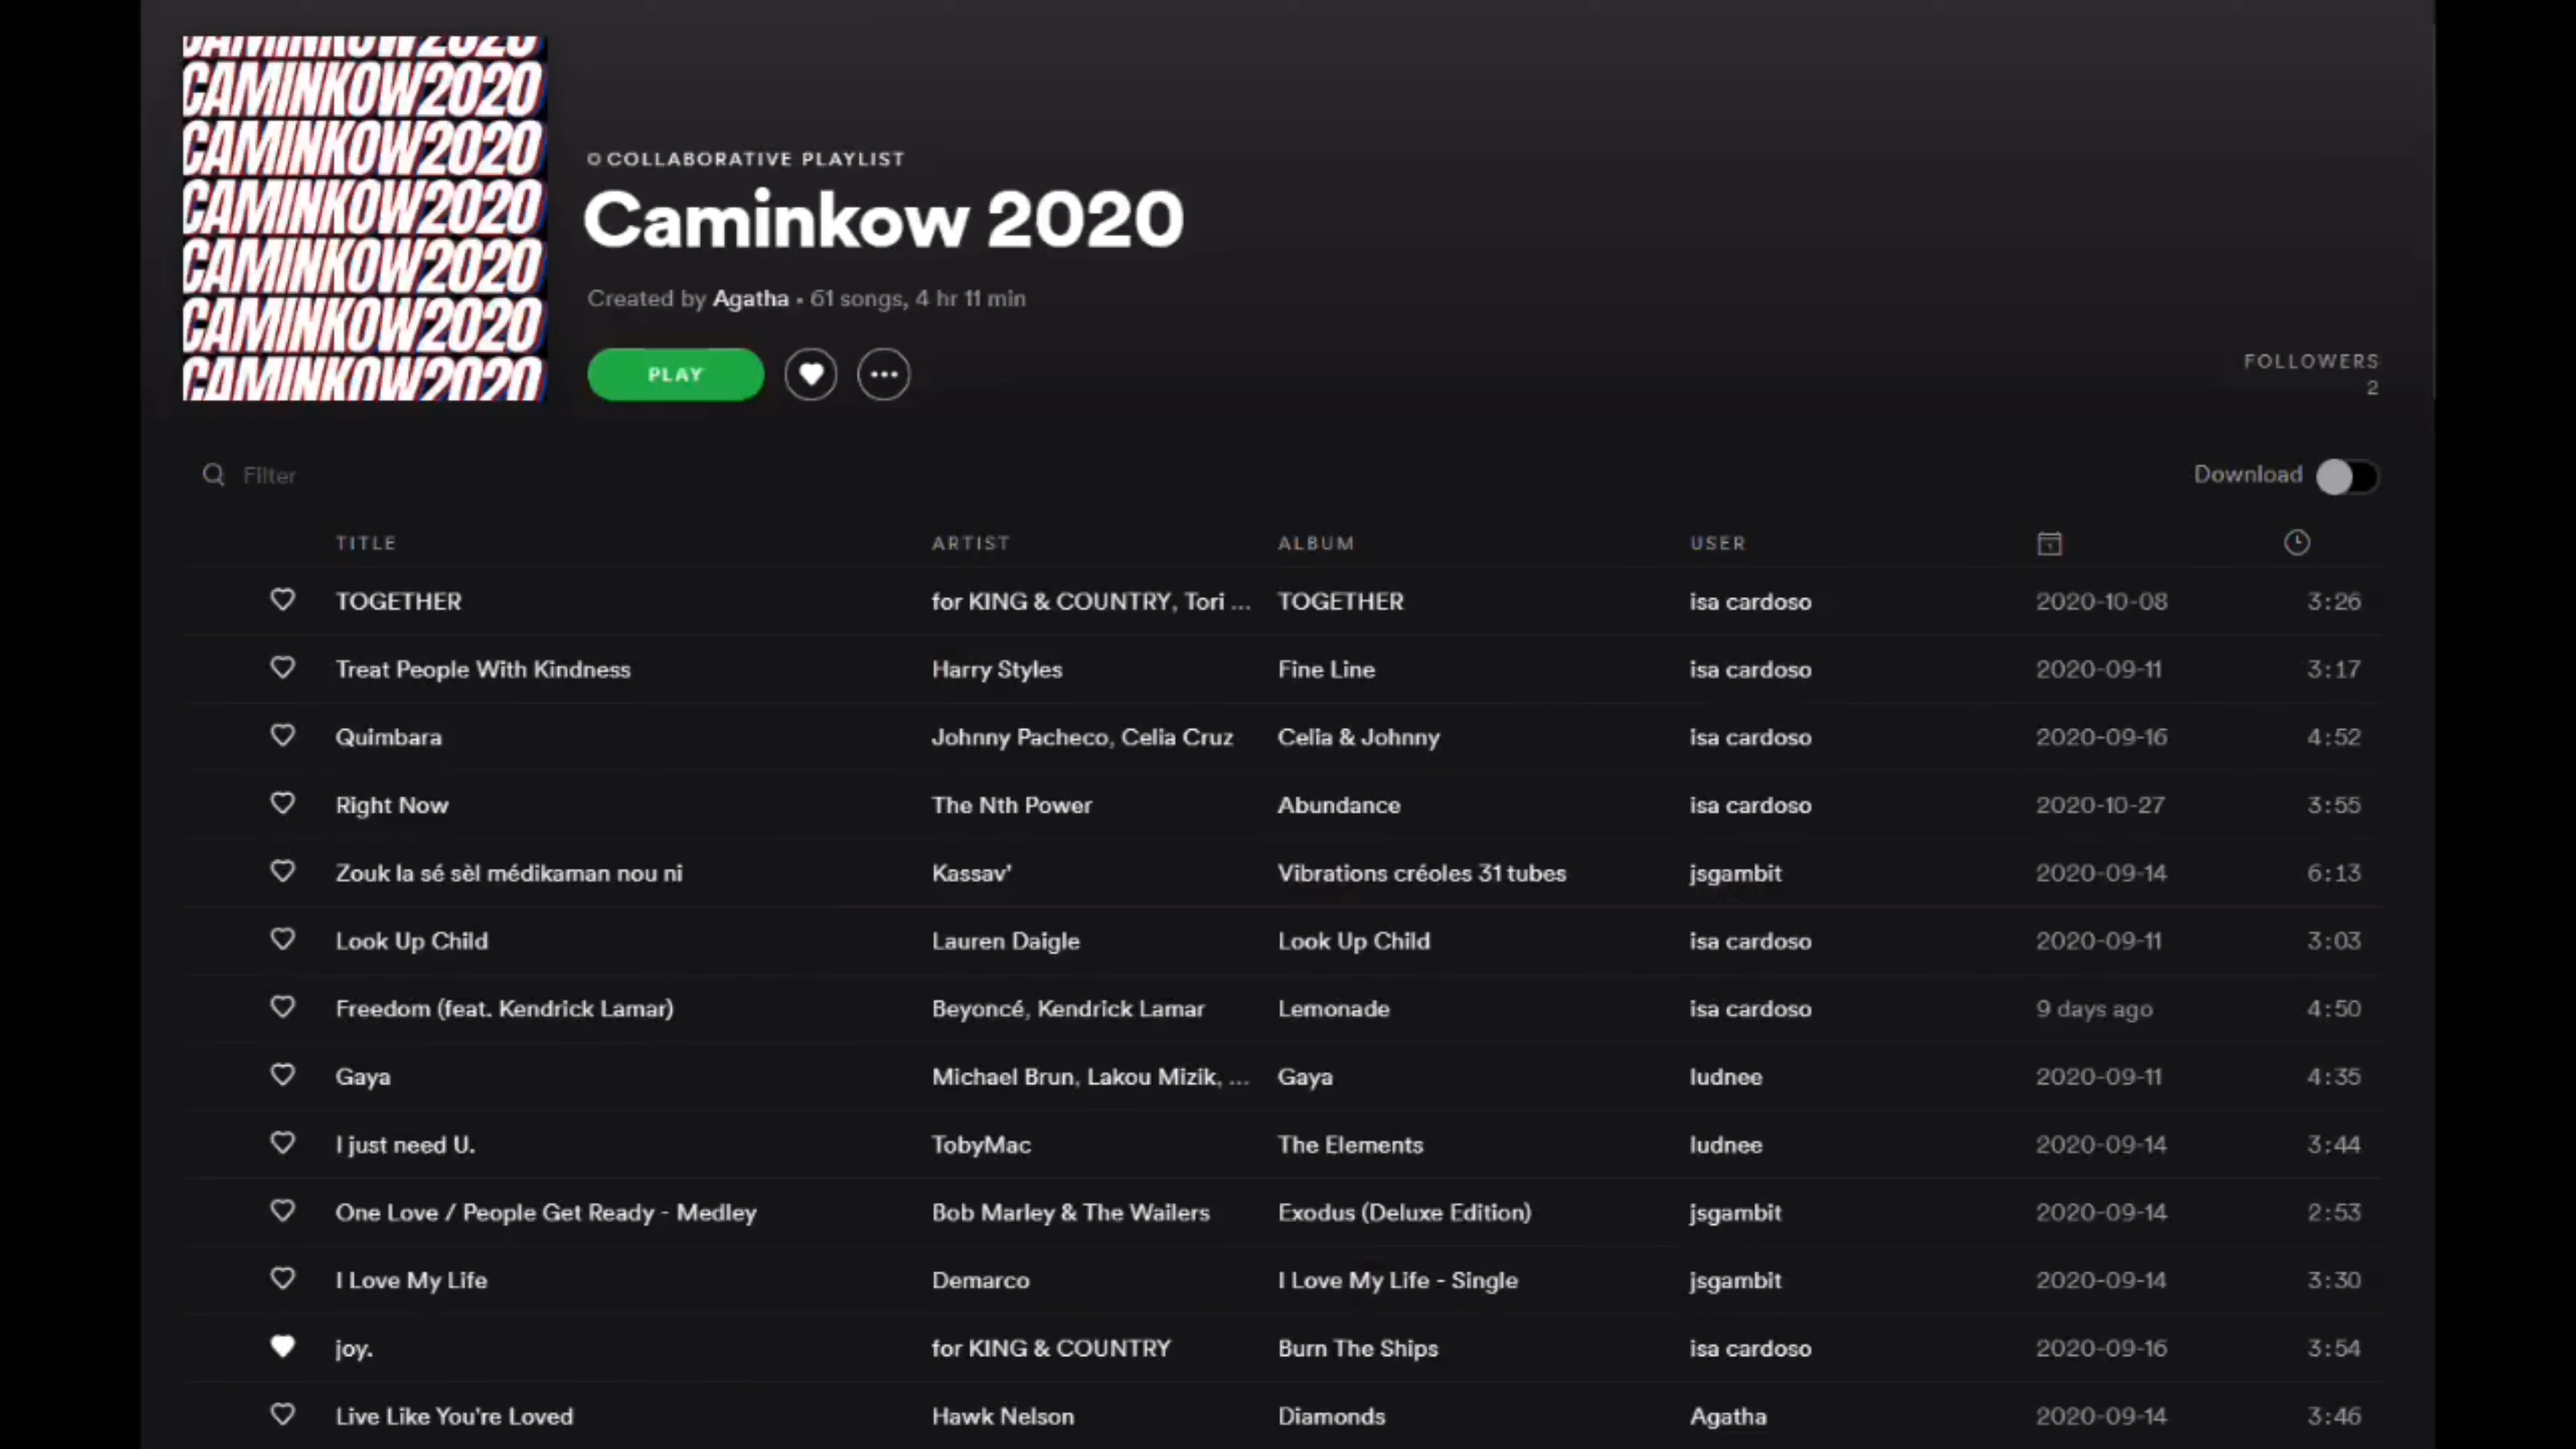 CAMINKOW2020
CAMINKOW2020
CAMINKOW2020
CAMINKOW2020
CAMINKOW2020
CAMINKOW2020
CAMINKOW2020
COLLABORATIVE PLAYLIST
Caminkow 2020
Created by Agatha • 61 songs, 4 hr 11 min
PLAY
FOLLOWERS
2
Filter
Download
TITLE ARTIST ALBUM USER
TOGETHER for KING & COUNTRY, Tori ... TOGETHER isa cardoso 2020-10-08 3:26
Treat People With Kindness Harry Styles Fine Line isa cardoso 2020-09-11 3:17
Quimbara Johnny Pacheco, Celia Cruz Celia & Johnny isa cardoso 2020-09-16 4:52
Right Now The Nth Power Abundance isa cardoso 2020-10-27 3:55
Zouk la sé sèl médikaman nou ni Kassav' Vibrations créoles 31 tubes jsgambit 2020-09-14 6:13
Look Up Child Lauren Daigle Look Up Child isa cardoso 2020-09-11 3:03
Freedom (feat. Kendrick Lamar) Beyoncé, Kendrick Lamar Lemonade isa cardoso 9 days ago 4:50
Gaya Michael Brun, Lakou Mizik, ... Gaya ludnee 2020-09-11 4:35
I just need U. TobyMac The Elements ludnee 2020-09-14 3:44
One Love / People Get Ready - Medley Bob Marley & The Wailers Exodus (Deluxe Edition) jsgambit 2020-09-14 2:53
I Love My Life Demarco I Love My Life - Single jsgambit 2020-09-14 3:30
joy. for KING & COUNTRY Burn The Ships isa cardoso 2020-09-16 3:54
Live Like You're Loved Hawk Nelson Diamonds Agatha 2020-09-14 3:46